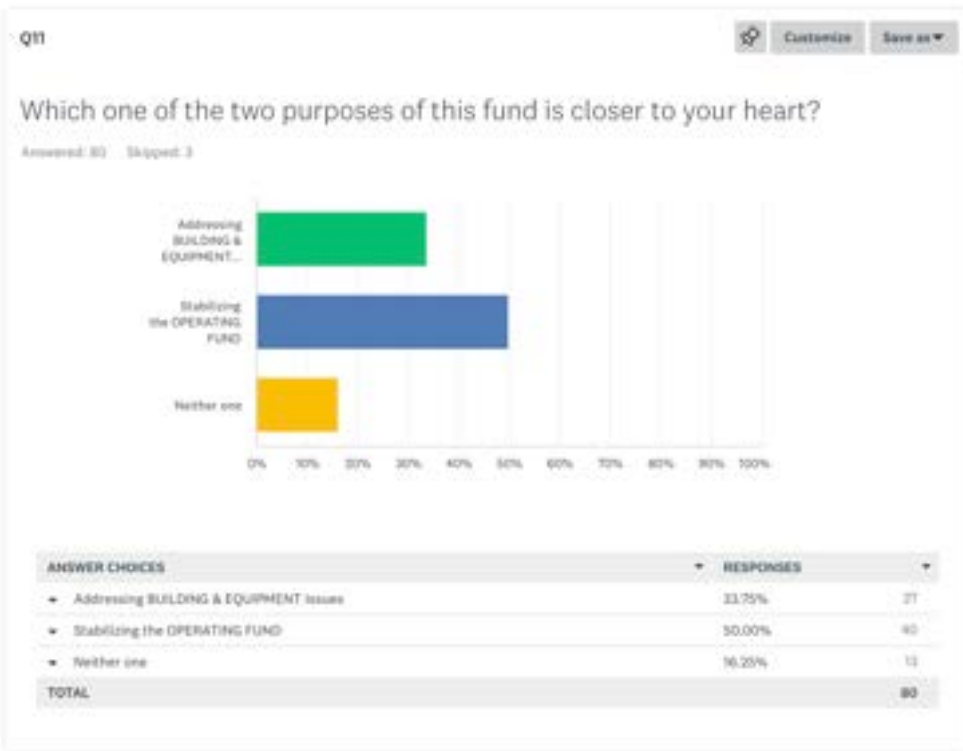 Q11
Customize Save as
Which one of the two purposes of this fund is closer to your heart?
Answered: 80 Skipped: 3
Addressing
BUILDING &
EQUIPMENT...
Stabilizing
the OPERATING
FUND
Neither one
0% 10% 20% 30% 40% 50% 60% 70% 80% 90% 100%
ANSWER CHOICES RESPONSES
Addressing BUILDING & EQUIPMENT Issues 33.75% 27
Stabilizing the OPERATING FUND 50.00% 40
Neither one 16.25% 13
TOTAL 80